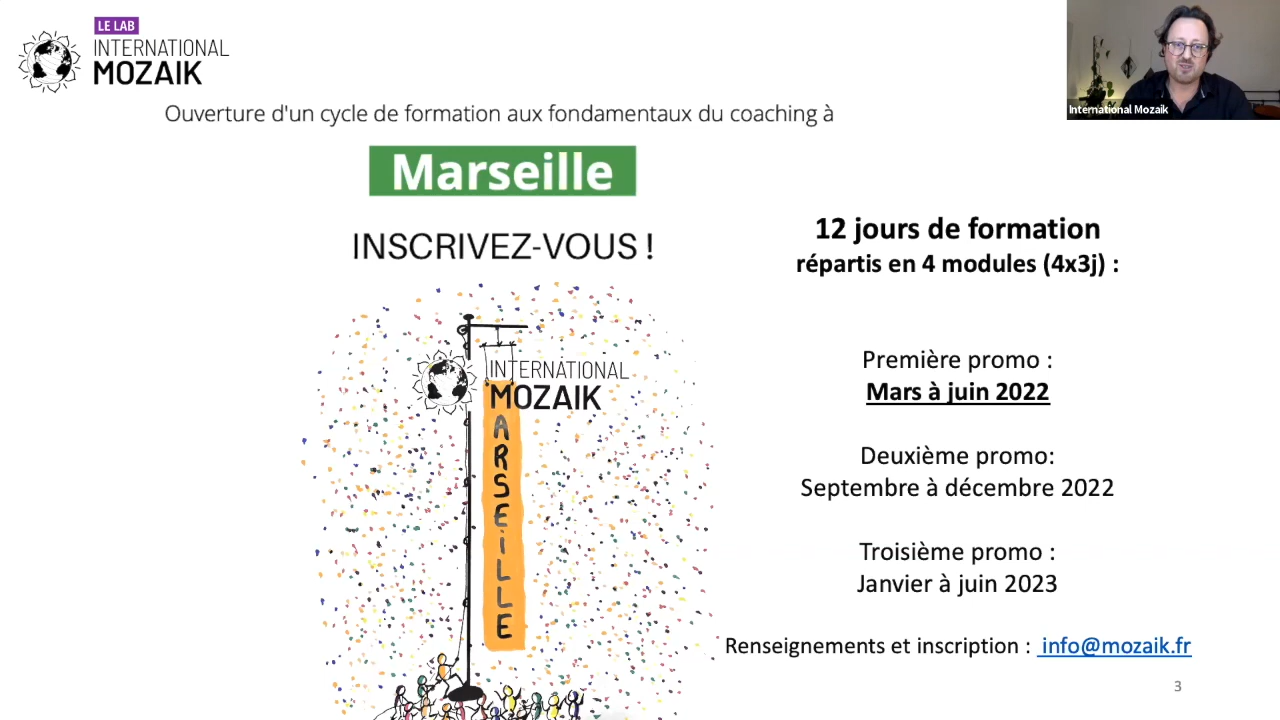 LE LAB
INTERNATIONAL
MOZAIK
International Mozaik
Ouverture d'un cycle de formation aux fondamentaux du coaching à
Marseille
INSCRIVEZ-VOUS !
INTERNATIONAL
MOZAIK
MARSEILLE
12 jours de formation
répartis en 4 modules (4x3j) :
Première promo :
Mars à juin 2022
Deuxième promo:
Septembre à décembre 2022
Troisième promo :
Janvier à juin 2023
Renseignements et inscription : info@mozaik.fr
3